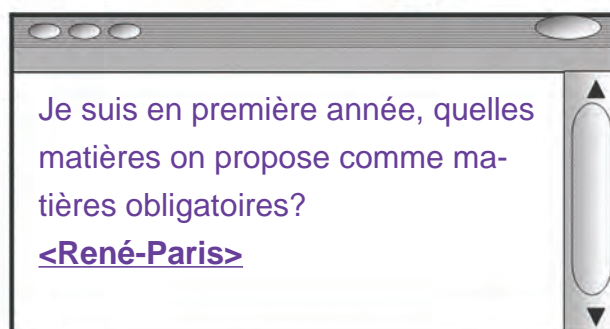 Je suis en première année, quelles
matières on propose comme ma-
tières obligatoires?
<René-Paris>